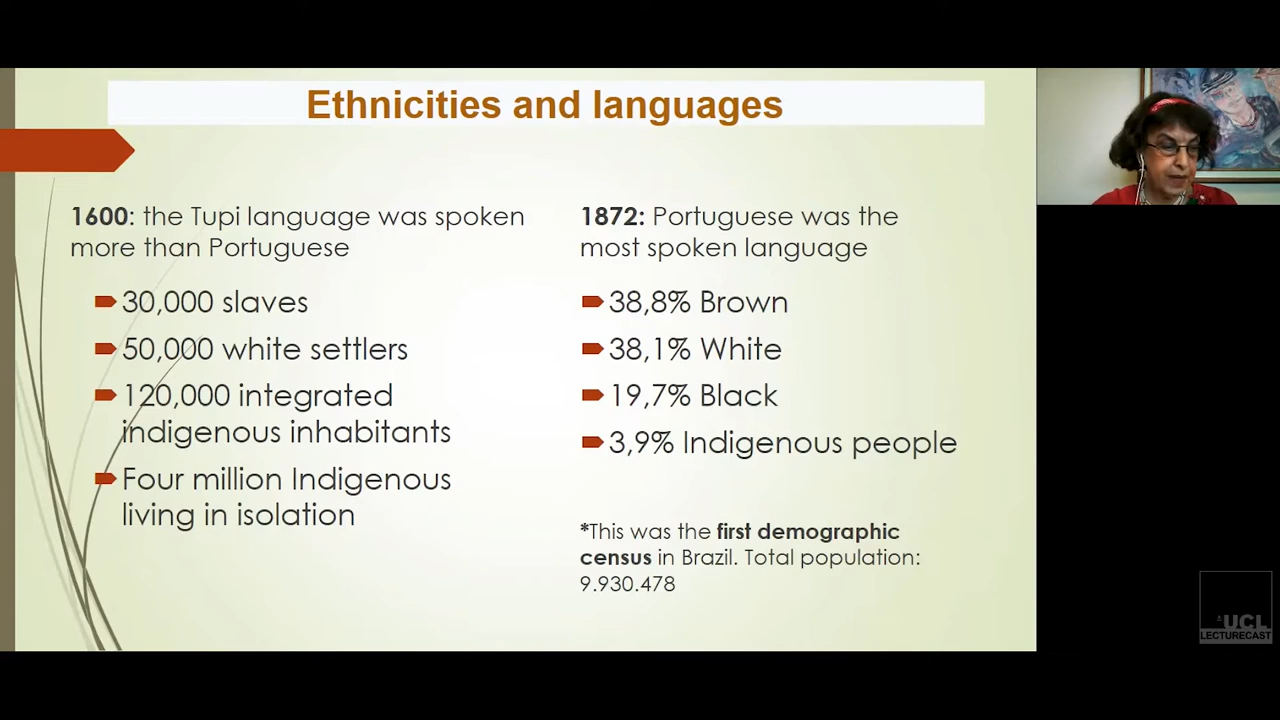 Ethnicities and languages
1600: the Tupi language was spoken
more than Portuguese
30,000 slaves
50,000 white settlers
120,000 integrated
indigenous inhabitants
Four million Indigenous
living in isolation
1872: Portuguese was the
most spoken language
38,8% Brown
38,1% White
19,7% Black
3,9% Indigenous people
*This was the first demographic
census in Brazil. Total population:
9.930.478
UCL
LECTURECAST